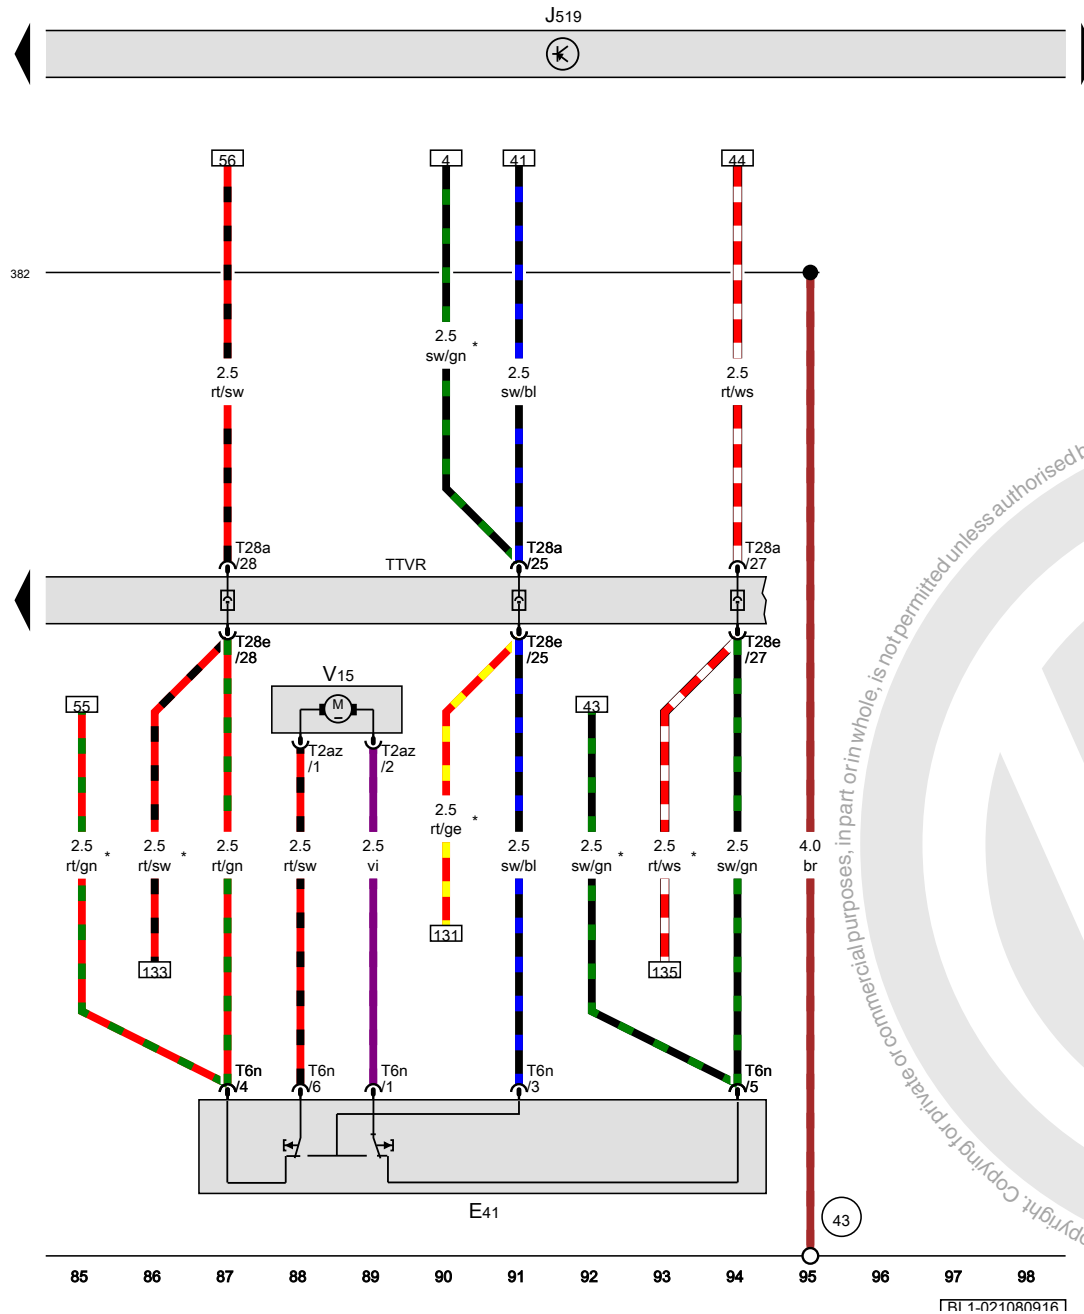 J519
56
4
41
44
382
2.5
sw/gn *
2.5
rt/sw
2.5
sw/bl
2.5
rt/ws
T28a
/28
TTVR
T28a
/25
T28a
/27
T28e
/28
T28e
/25
T28e
/27
V15
M
55
43
T2az
/1
T2az
/2
2.5
rt/ge *
2.5
rt/gn *
2.5
rt/sw *
2.5
rt/gn
2.5
rt/sw
2.5
vi
2.5
sw/bl
2.5
sw/gn *
2.5
rt/ws *
2.5
sw/gn
4.0
br
131
133
135
T6n
/4
T6n
/6
T6n
/1
T6n
/3
T6n
/5
E41
43
85 86 87 88 89 90 91 92 93 94 95 96 97 98
BL1-021080916
opyright. Copying for private or commercial purposes, in part or in whole, is not permitted unless authorised b